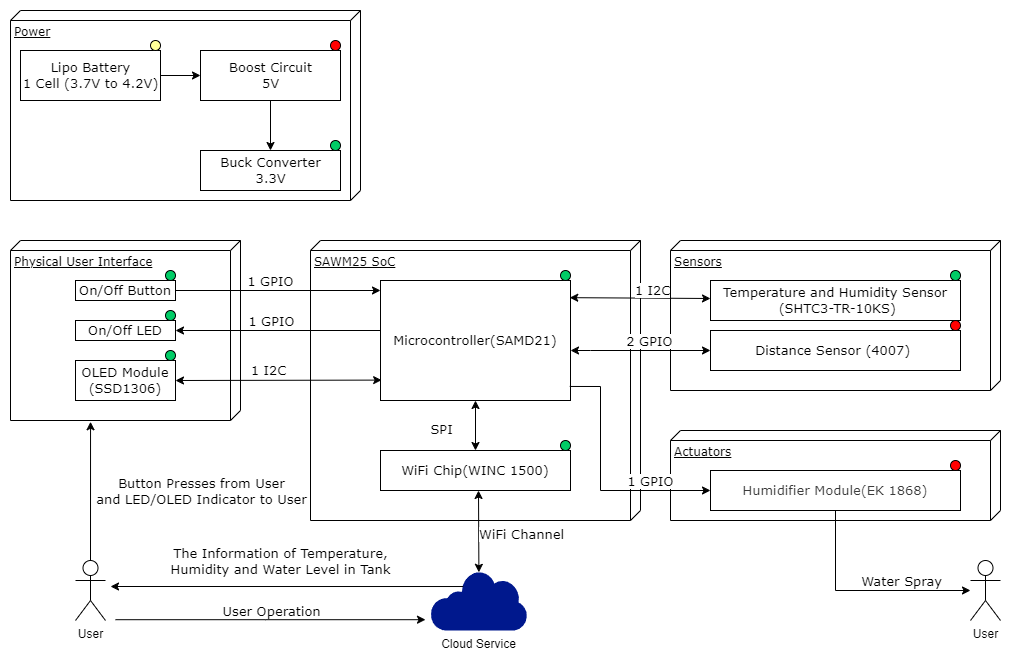 Power
Lipo Battery
1 Cell (3.7V to 4.2V)
Boost Circuit
5V
Buck Converter
3.3V
Physical User Interface
On/Off Button
On/Off LED
OLED Module
(SSD1306)
1 GPIO
1 GPIO
1 I2C
SAWM25 SoC
Microcontroller(SAMD21)
SPI
WiFi Chip(WINC 1500)
1 I2C
2 GPIO
1 GPIO
Sensors
Temperature and Humidity Sensor
(SHTC3-TR-10KS)
Distance Sensor (4007)
Actuators
Humidifier Module(EK 1868)
Button Presses from User
and LED/OLED Indicator to User
WiFi Channel
The Information of Temperature,
Humidity and Water Level in Tank
User Operation
User
Cloud Service
Water Spray
User